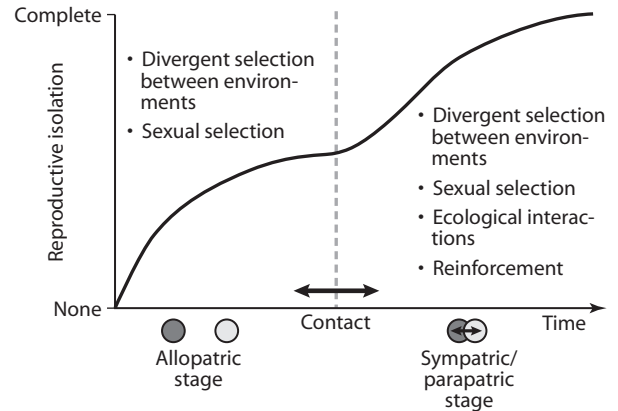 Complete
• Divergent selection
between environ-
ments
• Sexual selection
• Divergent selection
between environ-
ments
• Sexual selection
• Ecological interac-
tions
• Reinforcement
Reproductive isolation
None
Contact
Time
Allopatric
stage
Sympatric/
parapatric
stage